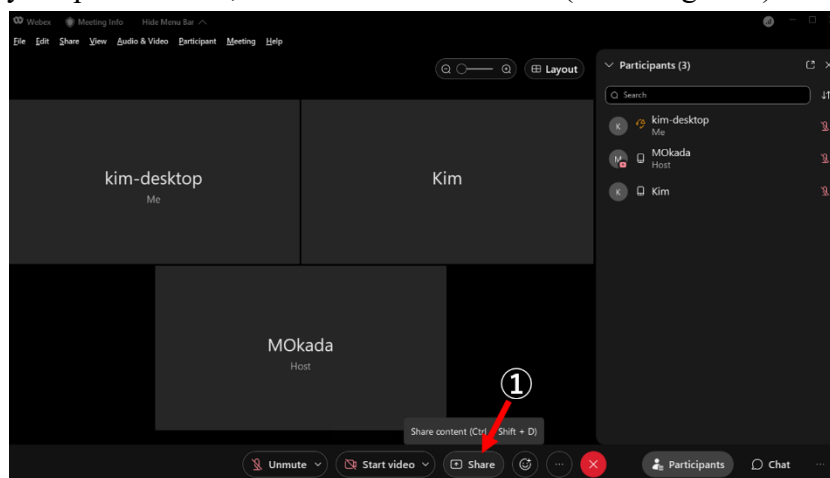 Webex Meeting Info Hide Menu Bar
File Edit Share View Audio & Video Participant Meeting Help
Layout
kim-desktop
Me
Kim
MOkada
Host
①
Share content (Ctrl Shift + D)
Unmute Start video Share
Participants (3)
Search
K kim-desktop
Me
M MOkada
Host
K Kim
Participants Chat